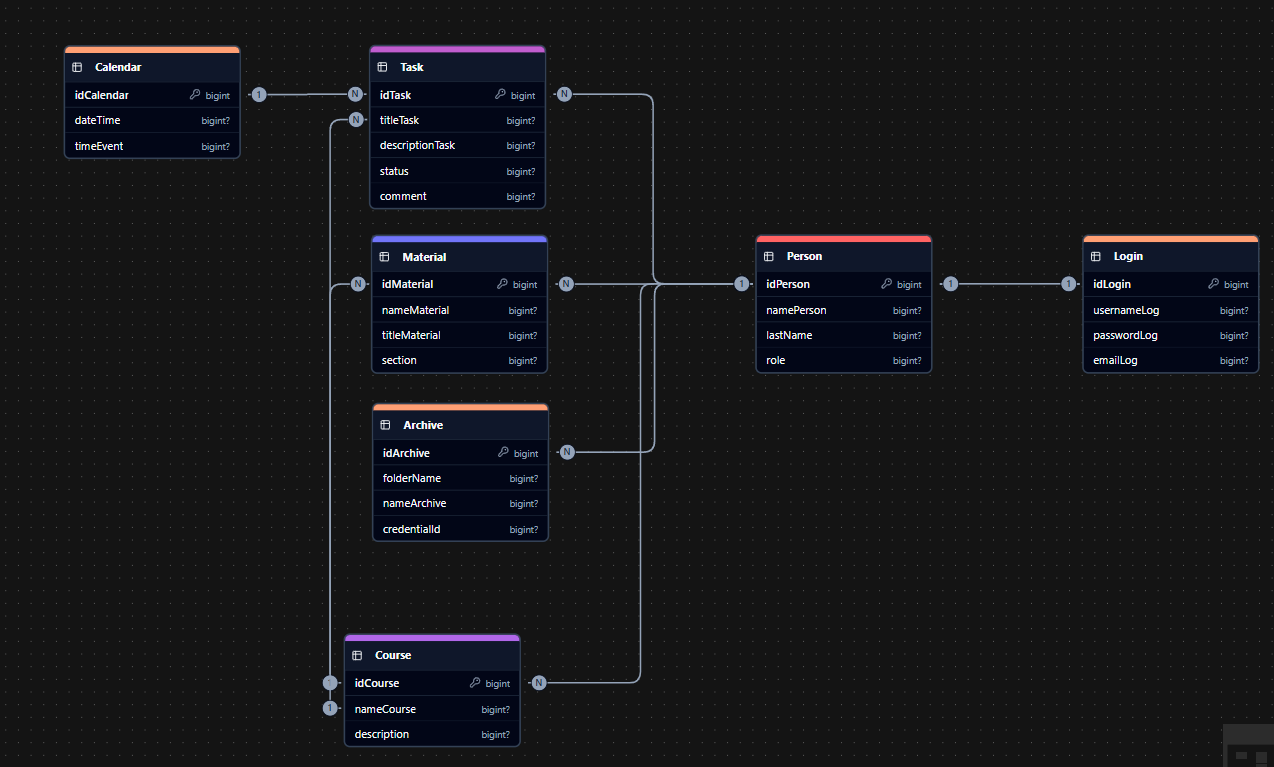 Calendar
idCalendar bigint
dateTime bigint?
timeEvent bigint?
1 N
N
Task
idTask bigint
titleTask bigint?
descriptionTask bigint?
status bigint?
comment bigint?
N
Material
idMaterial bigint
nameMaterial bigint?
titleMaterial bigint?
section bigint?
N N
Person
idPerson bigint
namePerson bigint?
lastName bigint?
role bigint?
1 1 1
Login
idLogin bigint
usernameLog bigint?
passwordLog bigint?
emailLog bigint?
Archive
idArchive bigint
folderName bigint?
nameArchive bigint?
credentialId bigint?
N
Course
idCourse bigint
nameCourse bigint?
description bigint?
1 N
1